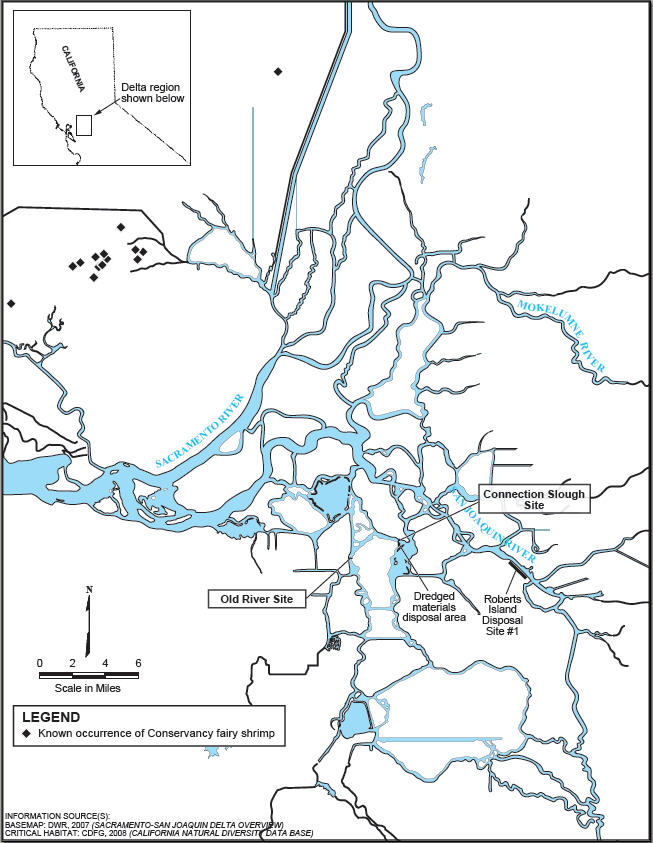 CALIFORNIA
Delta region
shown below
MOKELUMNE RIVER
SACRAMENTO RIVER
Connection Slough
Site
JOAQUIN RIVER
Old River Site
Dredged
materials
disposal area
Roberts
Island
Disposal
Site #1
N
0 2 4 6
Scale in Miles
LEGEND
Known occurrence of Conservancy fairy shrimp
INFORMATION SOURCE(S):
BASEMAP: DWR, 2007 (SACRAMENTO-SAN JOAQUIN DELTA OVERVIEW)
CRITICAL HABITAT: CDFG, 2008 (CALIFORNIA NATURAL DIVERSITY DATA BASE)